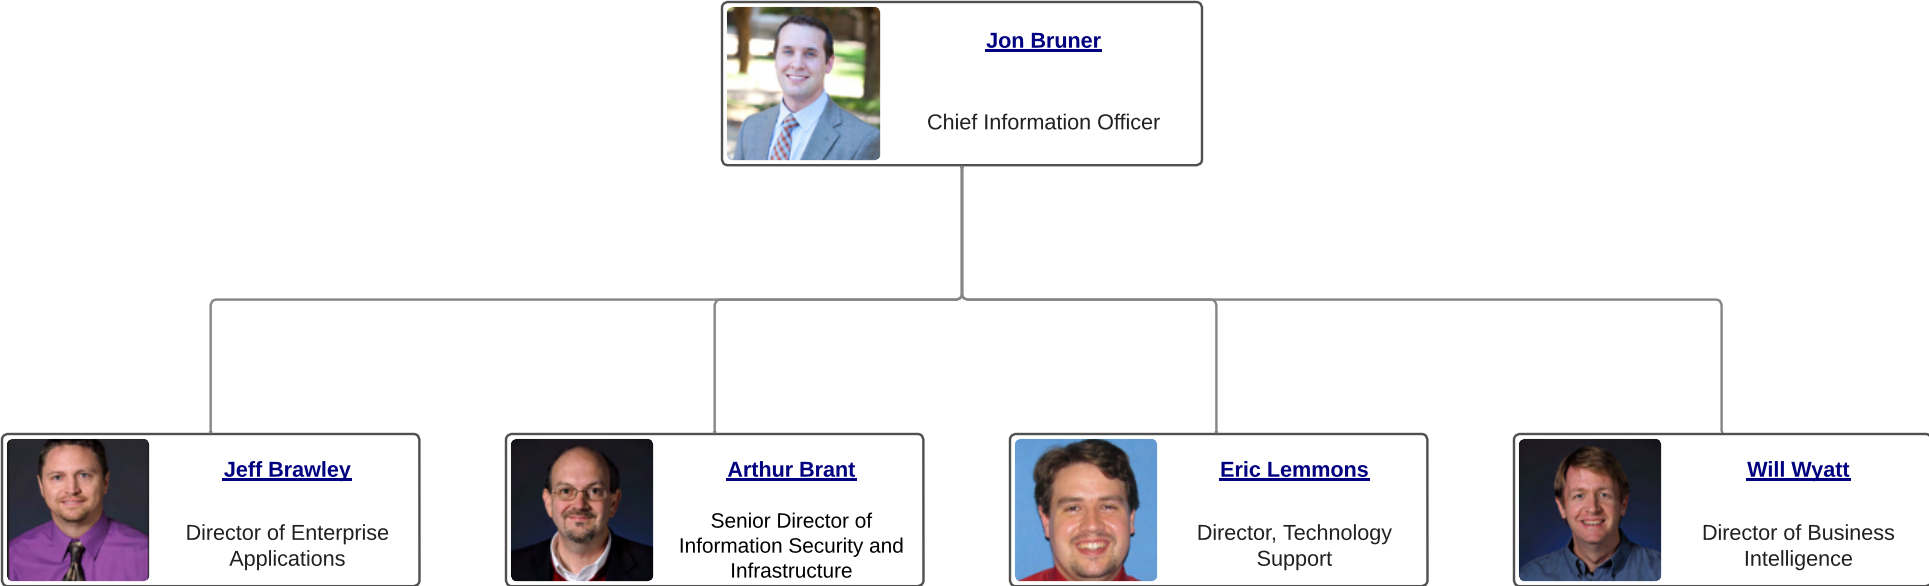 Jon Bruner
Chief Information Officer
Jeff Brawley
Director of Enterprise
Applications
Arthur Brant
Senior Director of
Information Security and
Infrastructure
Eric Lemmons
Director, Technology
Support
Will Wyatt
Director of Business
Intelligence